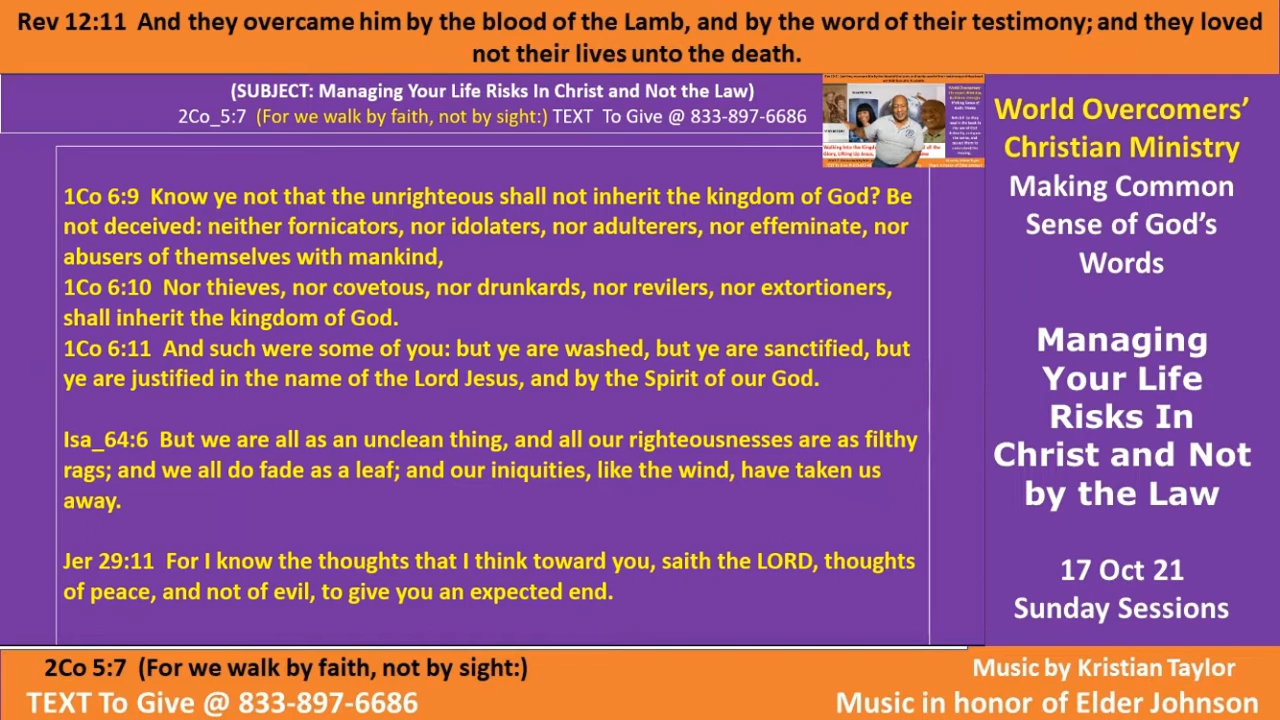 Rev 12:11 And they overcame him by the blood of the Lamb, and by the word of their testimony; and they loved
not their lives unto the death.
(SUBJECT: Managing Your Life Risks In Christ and Not the Law)
2Co_5:7 (For we walk by faith, not by sight:) TEXT To Give @ 833-897-6686
1Co 6:9 Know ye not that the unrighteous shall not inherit the kingdom of God? Be
not deceived: neither fornicators, nor idolaters, nor adulterers, nor effeminate, nor
abusers of themselves with mankind,
1Co 6:10 Nor thieves, nor covetous, nor drunkards, nor revilers, nor extortioners,
shall inherit the kingdom of God.
1Co 6:11 And such were some of you: but ye are washed, but ye are sanctified, but
ye are justified in the name of the Lord Jesus, and by the Spirit of our God.
Isa_64:6 But we are all as an unclean thing, and all our righteousnesses are as filthy
rags; and we all do fade as a leaf; and our iniquities, like the wind, have taken us
away.
Jer 29:11 For I know the thoughts that I think toward you, saith the LORD, thoughts
of peace, and not of evil, to give you an expected end.
World Overcomers’
Christian Ministry
Making Common
Sense of God’s
Words
Managing
Your Life
Risks In
Christ and Not
by the Law
17 Oct 21
Sunday Sessions
2Co 5:7 (For we walk by faith, not by sight:)
TEXT To Give @ 833-897-6686
Music by Kristian Taylor
Music in honor of Elder Johnson